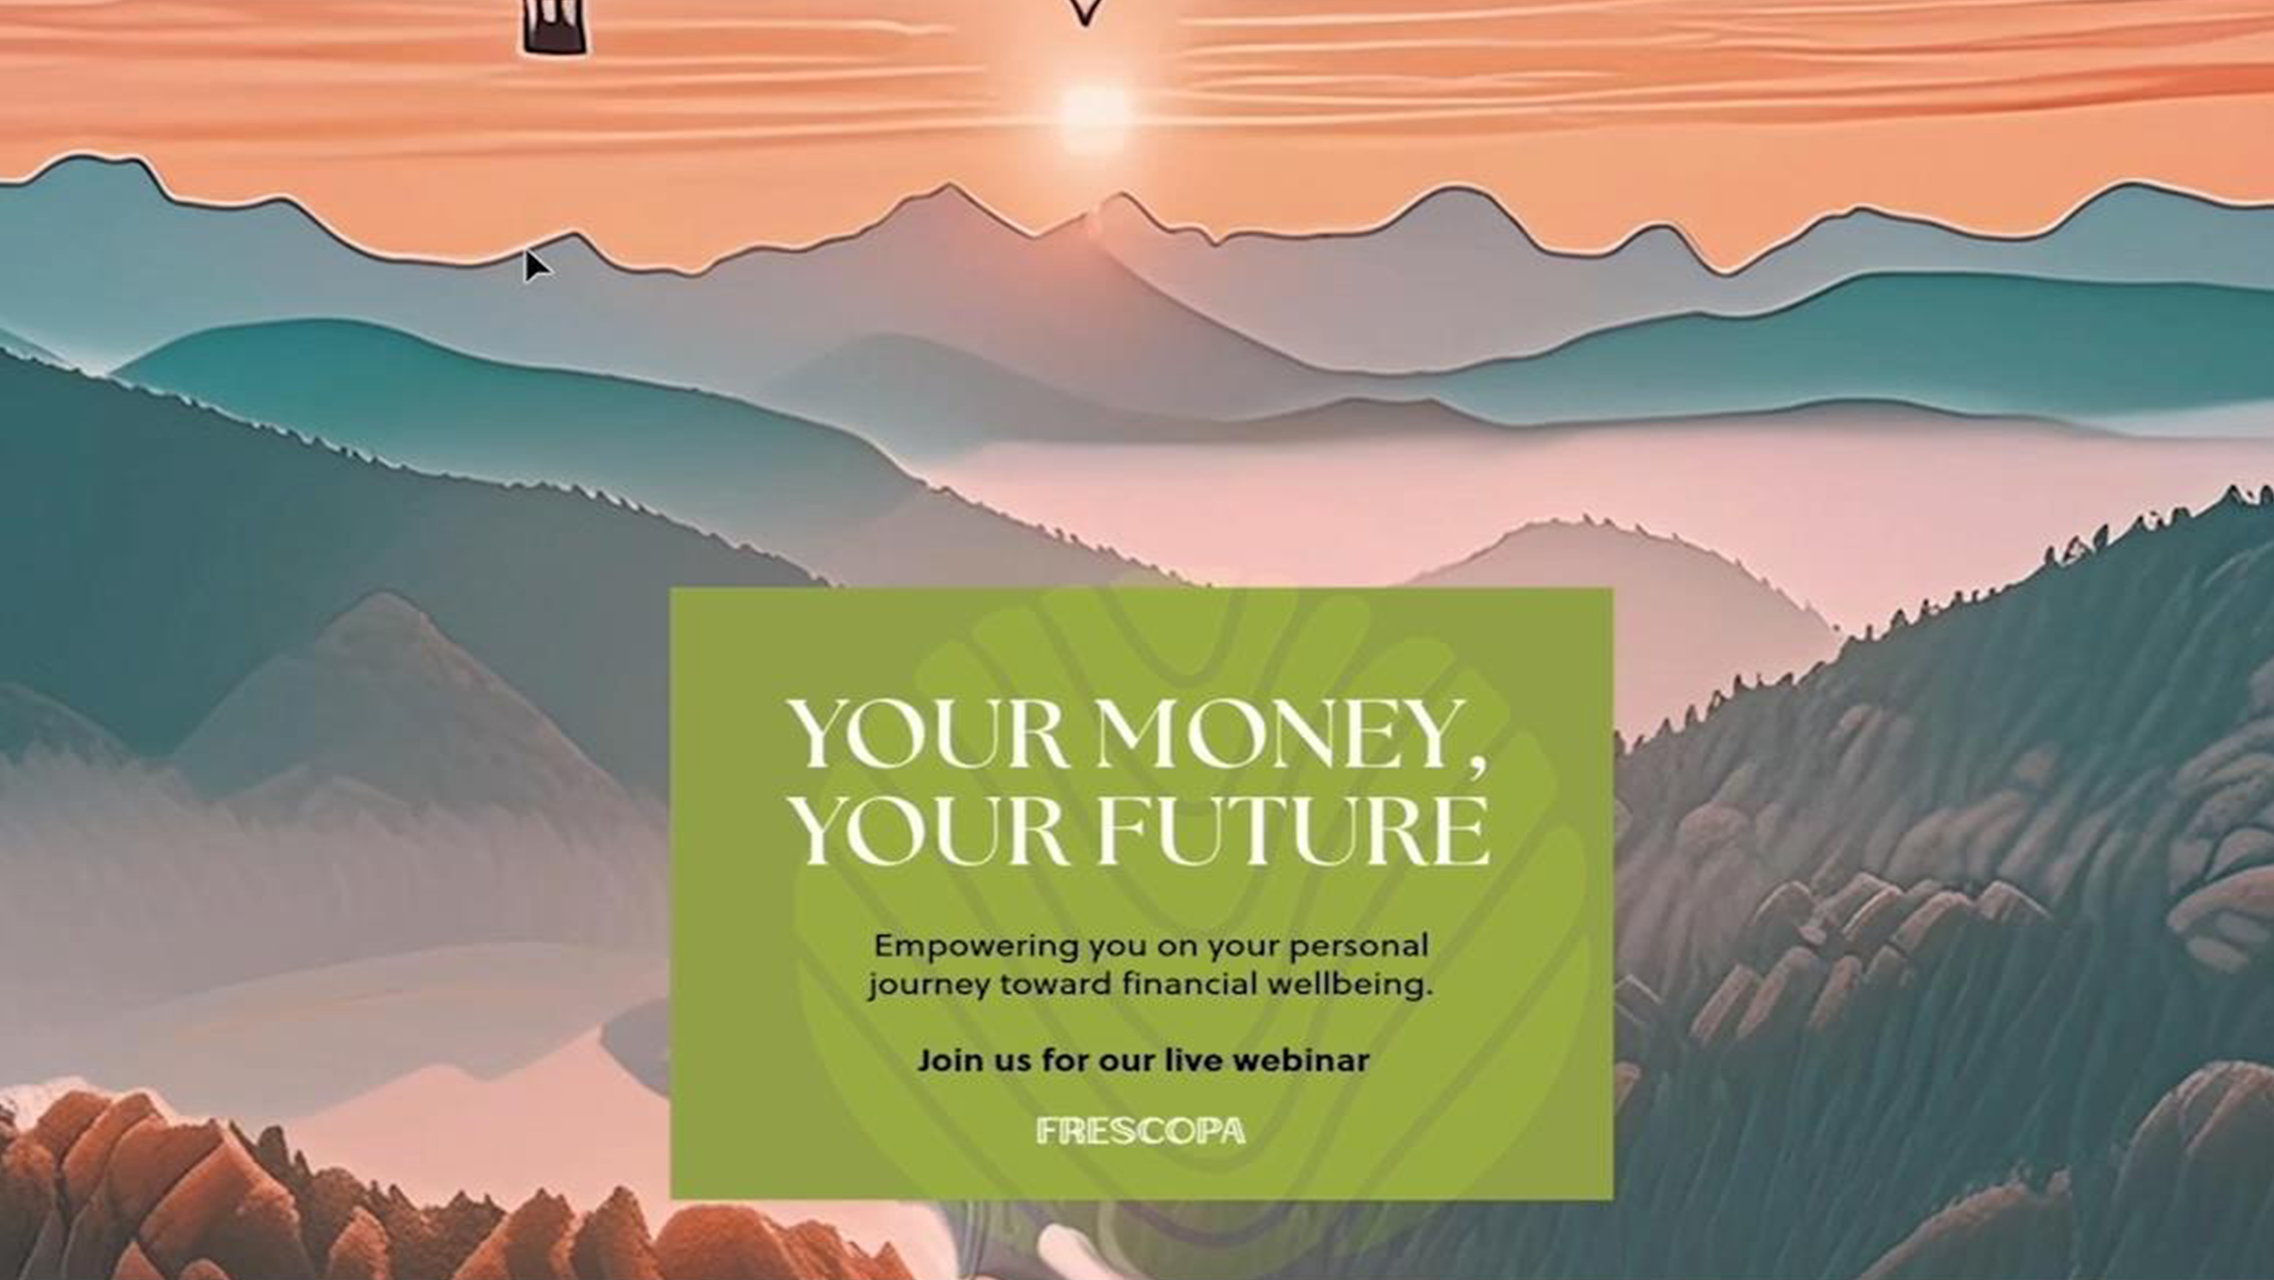 YOUR MONEY,
YOUR FUTURE
Empowering you on your personal
journey toward financial wellbeing.
Join us for our live webinar
FRESCOPA